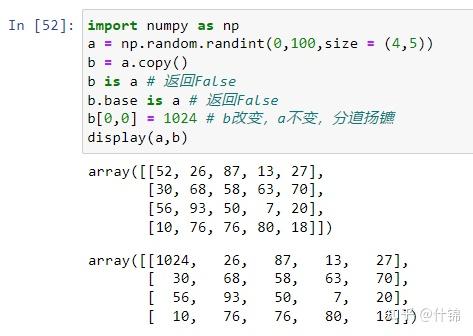 In [52]: import numpy as np
a = np.random.randint(0,100,size = (4,5))
b = a.copy()
b is a # 返回False
b.base is a # 返回False
b[0,0] = 1024 # b改变，a不变，分道扬镳
display(a,b)
array([[52, 26, 87, 13, 27],
[30, 68, 58, 63, 70],
[56, 93, 50, 7, 20],
[10, 76, 76, 80, 18]])
array([[1024, 26, 87, 13, 27],
[ 30, 68, 58, 63, 70],
[ 56, 93, 50, 7, 20],
[ 10, 76, 76, 80, 18]])
知乎 @什锦